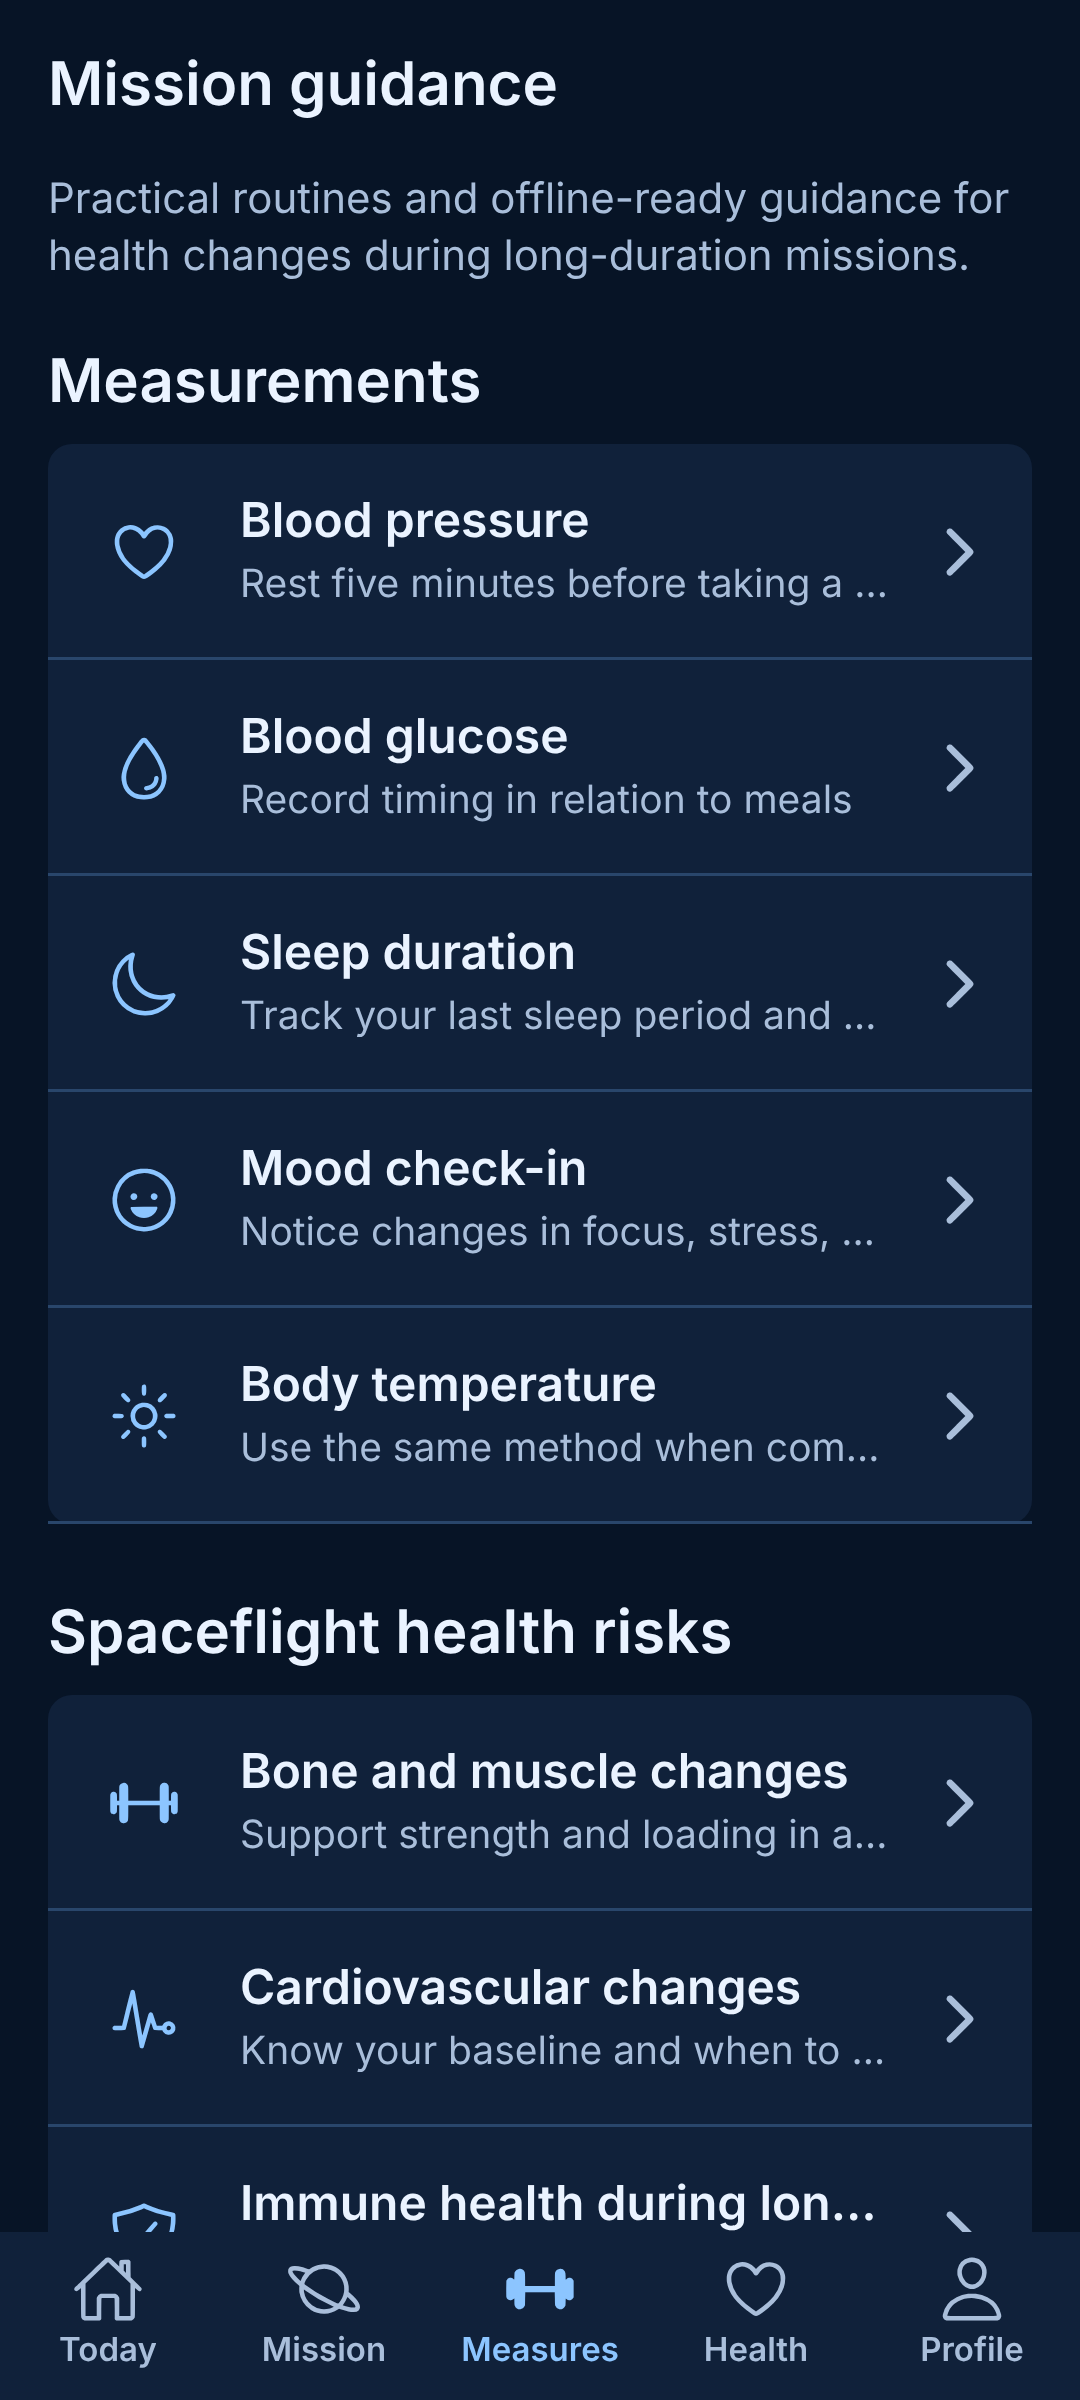 Mission guidance
Practical routines and offline-ready guidance for
health changes during long-duration missions.
Measurements
Blood pressure
Rest five minutes before taking a ...
Blood glucose
Record timing in relation to meals
Sleep duration
Track your last sleep period and ...
Mood check-in
Notice changes in focus, stress, ...
Body temperature
Use the same method when com...
Spaceflight health risks
Bone and muscle changes
Support strength and loading in a...
Cardiovascular changes
Know your baseline and when to ...
Immune health during lon...
Today
Mission
Measures
Health
Profile